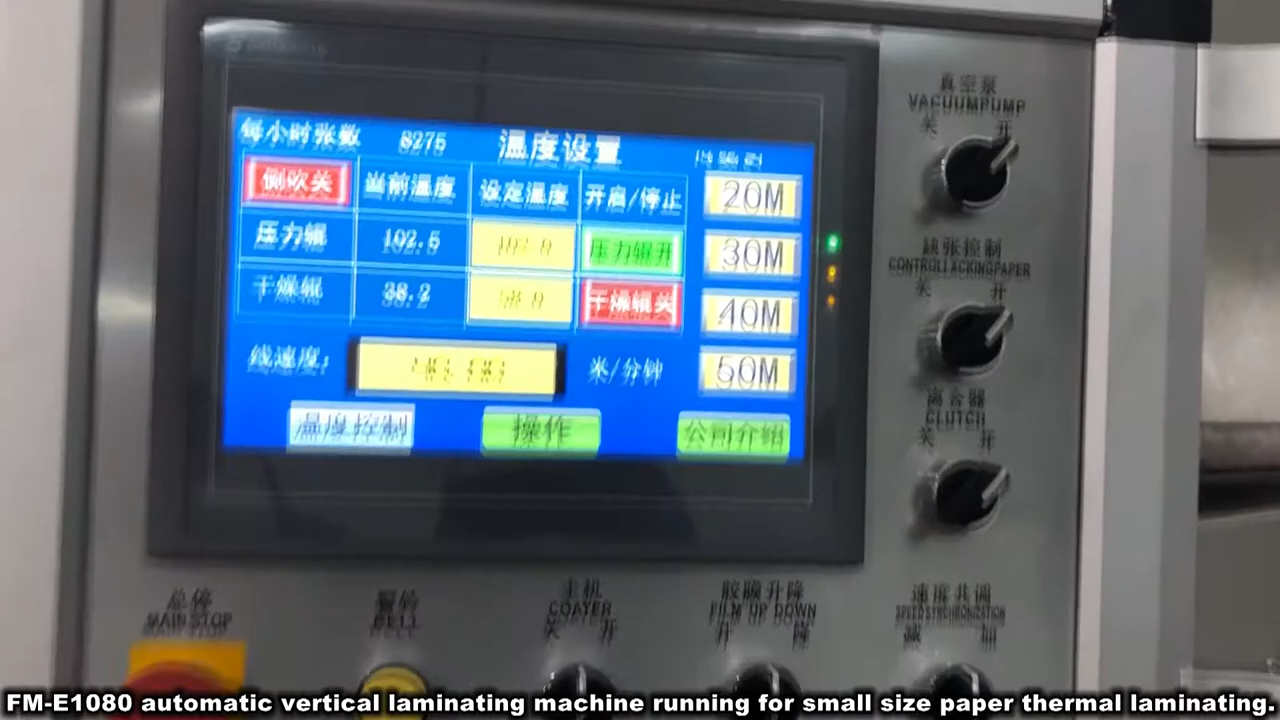 每小时张数 8275 温度设置
侧吹关 当前温度 设定温度 开启/停止 20M
压力辊 102.5 压力辊开 30M
干燥辊 38.2 干燥辊关 40M
线速度: 米/分钟 50M
温度控制 操作 公司介绍
真空泵
VACUUMPUMP
关 开
缺张控制
CONTROLLACKINGPAPER
关 开
离合器
CLUTCH
关 开
总停
MAIN STOP
BELL
主机
COATER
关 开
胶膜升降
FILM UP DOWN
升 降
速度共调
SPEED SYNCHRONIZATION
减 加
FM-E1080 automatic vertical laminating machine running for small size paper thermal laminating.